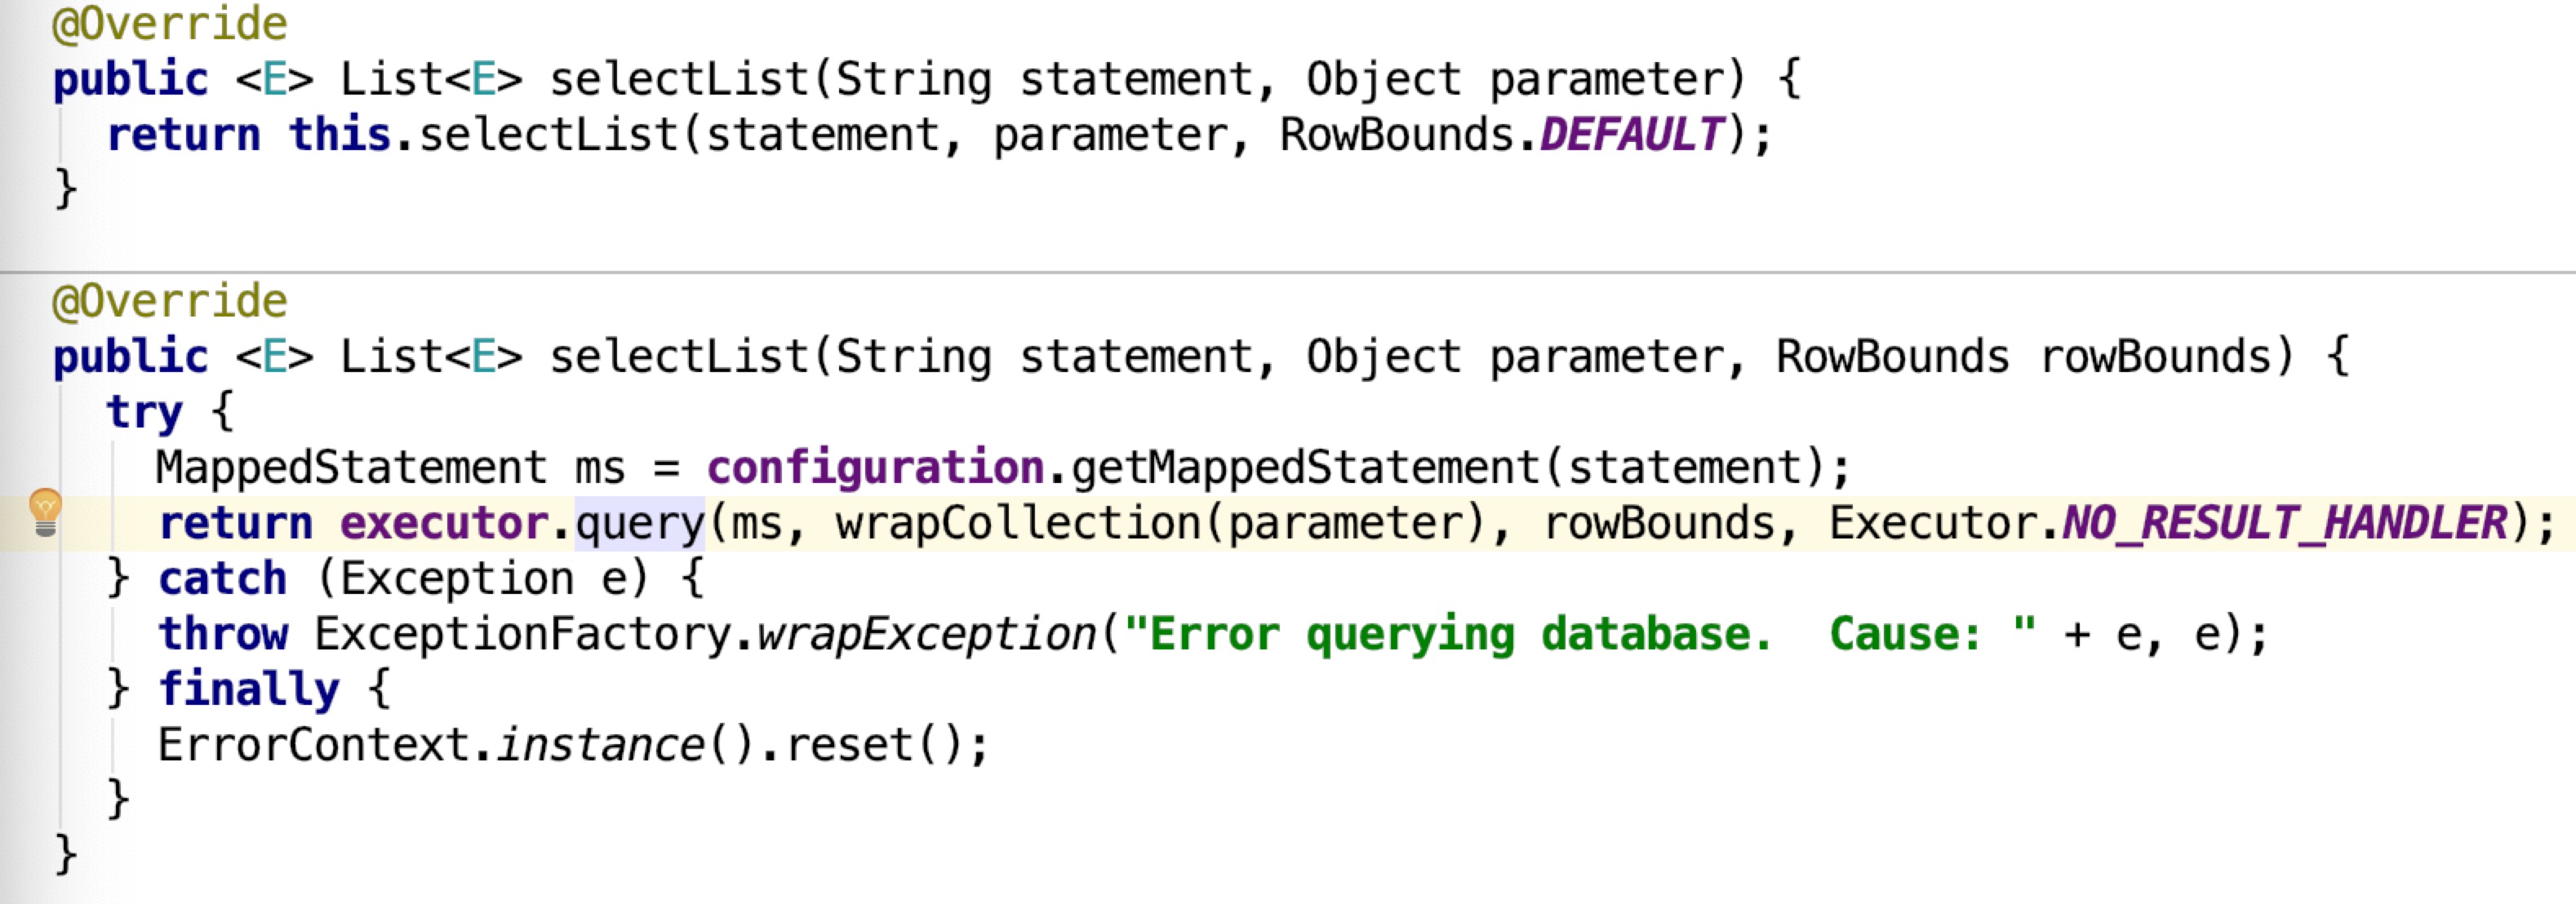 @Override
public <E> List<E> selectList(String statement, Object parameter) {
return this.selectList(statement, parameter, RowBounds.DEFAULT);
}
@Override
public <E> List<E> selectList(String statement, Object parameter, RowBounds rowBounds) {
try {
MappedStatement ms = configuration.getMappedStatement(statement);
return executor.query(ms, wrapCollection(parameter), rowBounds, Executor.NO_RESULT_HANDLER);
} catch (Exception e) {
throw ExceptionFactory.wrapException("Error querying database.  Cause: " + e, e);
} finally {
ErrorContext.instance().reset();
}
}